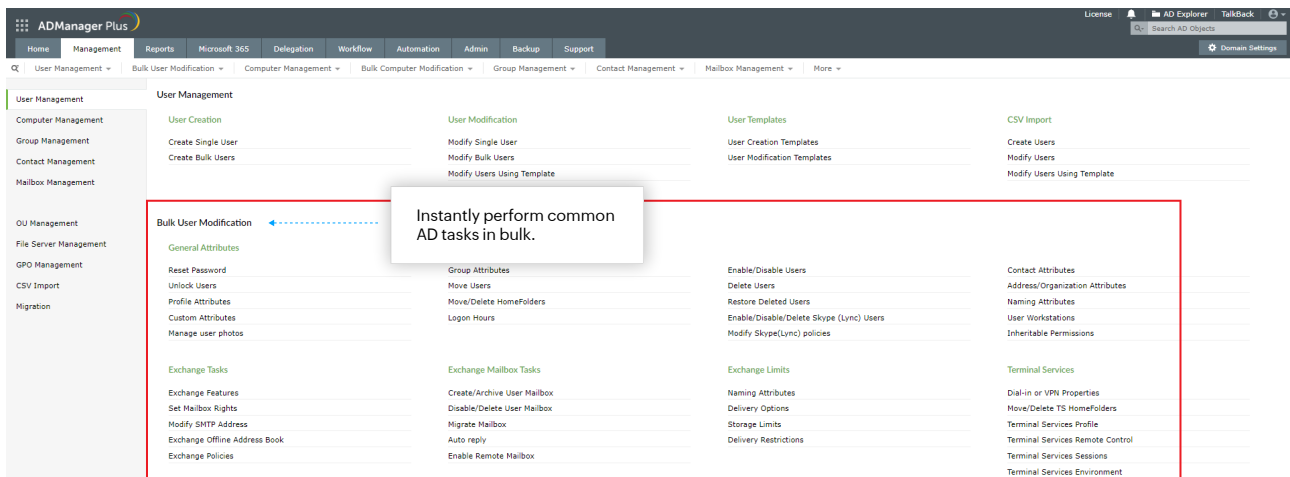 License AD Explorer TalkBack
ADManager Plus
Search AD Objects
Home Management Reports Microsoft 365 Delegation Workflow Automation Admin Backup Support
Domain Settings
User Management Bulk User Modification Computer Management Bulk Computer Modification Group Management Contact Management Mailbox Management More
User Management
Computer Management
Group Management
Contact Management
Mailbox Management
OU Management
File Server Management
GPO Management
CSV Import
Migration
User Management
User Creation
Create Single User
Create Bulk Users
User Modification
Modify Single User
Modify Bulk Users
Modify Users Using Template
User Templates
User Creation Templates
User Modification Templates
CSV Import
Create Users
Modify Users
Modify Users Using Template
Bulk User Modification
Instantly perform common
AD tasks in bulk.
General Attributes
Reset Password
Unlock Users
Profile Attributes
Custom Attributes
Manage user photos
Group Attributes
Move Users
Move/Delete HomeFolders
Logon Hours
Enable/Disable Users
Delete Users
Restore Deleted Users
Enable/Disable/Delete Skype (Lync) Users
Modify Skype(Lync) policies
Contact Attributes
Address/Organization Attributes
Naming Attributes
User Workstations
Inheritable Permissions
Exchange Tasks
Exchange Features
Set Mailbox Rights
Modify SMTP Address
Exchange Offline Address Book
Exchange Policies
Exchange Mailbox Tasks
Create/Archive User Mailbox
Disable/Delete User Mailbox
Migrate Mailbox
Auto reply
Enable Remote Mailbox
Exchange Limits
Naming Attributes
Delivery Options
Storage Limits
Delivery Restrictions
Terminal Services
Dial-in or VPN Properties
Move/Delete TS HomeFolders
Terminal Services Profile
Terminal Services Remote Control
Terminal Services Sessions
Terminal Services Environment